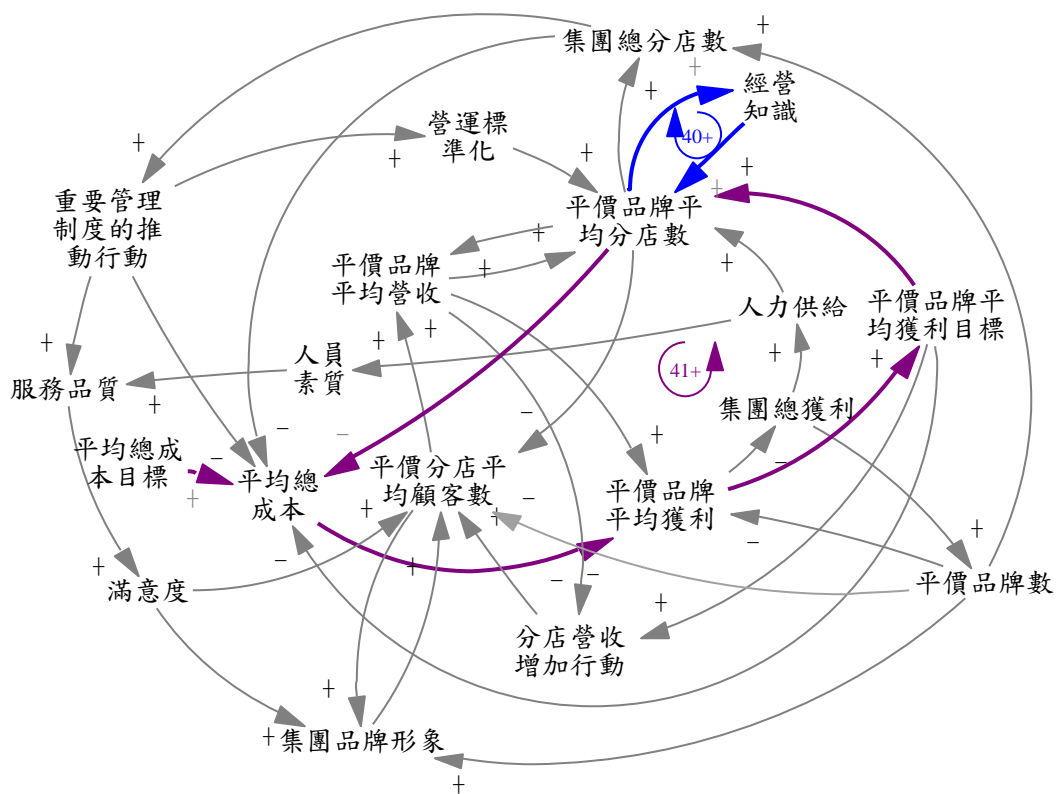 集團總分店數
經營
知識
40+
營運標
準化
重要管理
制度的推
動行動
平價品牌平
均分店數
平價品牌
平均營收
人力供給
平價品牌平
均獲利目標
人員
素質
41+
服務品質
集團總獲利
平均總成
本目標
平均總
成本
平價分店平
均顧客數
平價品牌
平均獲利
滿意度
平價品牌數
分店營收
增加行動
集團品牌形象